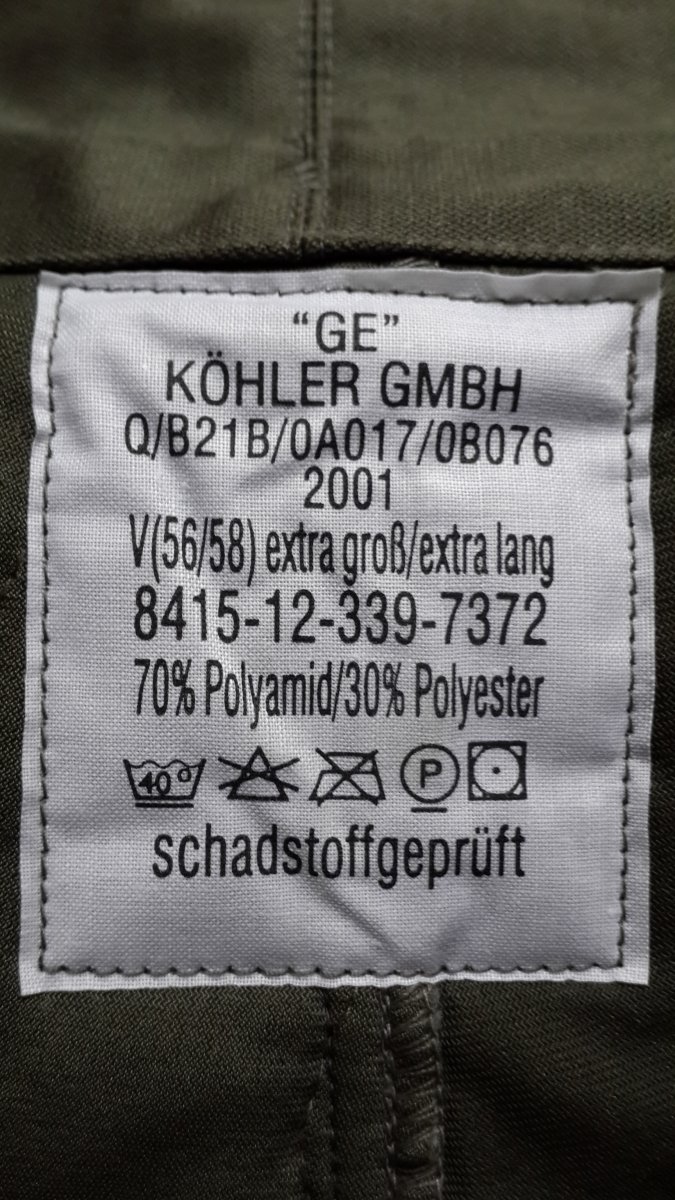 “GE”
KÖHLER GMBH
Q/B21B/0A017/0B076
2001
V(56/58) extra groß/extra lang
8415-12-339-7372
70% Polyamid/30% Polyester
40° P
schadstoffgeprüft